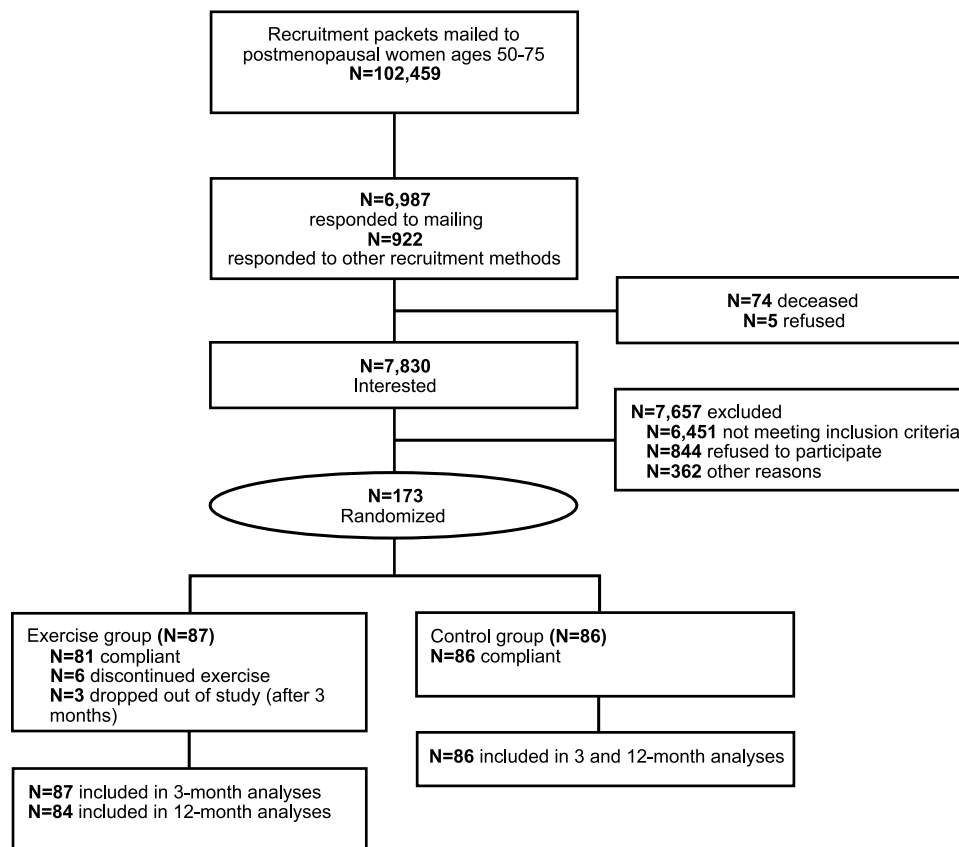 Recruitment packets mailed to
postmenopausal women ages 50-75
N=102,459
N=6,987
responded to mailing
N=922
responded to other recruitment methods
N=74 deceased
N=5 refused
N=7,830
Interested
N=7,657 excluded
N=6,451 not meeting inclusion criteria
N=844 refused to participate
N=362 other reasons
N=173
Randomized
Exercise group (N=87)
N=81 compliant
N=6 discontinued exercise
N=3 dropped out of study (after 3
months)
Control group (N=86)
N=86 compliant
N=86 included in 3 and 12-month analyses
N=87 included in 3-month analyses
N=84 included in 12-month analyses